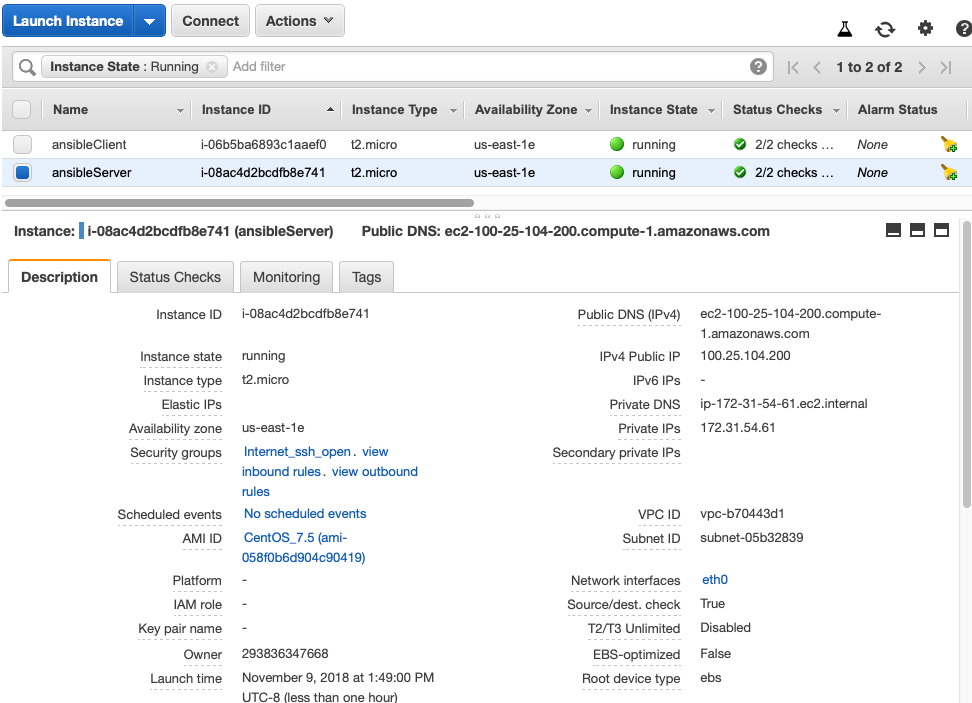 Launch Instance Connect Actions
Instance State : Running Add filter 1 to 2 of 2
Name Instance ID Instance Type Availability Zone Instance State Status Checks Alarm Status
ansibleClient i-06b5ba6893c1aaef0 t2.micro us-east-1e running 2/2 checks ... None
ansibleServer i-08ac4d2bcdfb8e741 t2.micro us-east-1e running 2/2 checks ... None
Instance: i-08ac4d2bcdfb8e741 (ansibleServer) Public DNS: ec2-100-25-104-200.compute-1.amazonaws.com
Description Status Checks Monitoring Tags
Instance ID i-08ac4d2bcdfb8e741 Public DNS (IPv4) ec2-100-25-104-200.compute-
1.amazonaws.com
Instance state running IPv4 Public IP 100.25.104.200
Instance type t2.micro IPv6 IPs -
Elastic IPs Private DNS ip-172-31-54-61.ec2.internal
Availability zone us-east-1e Private IPs 172.31.54.61
Security groups Internet_ssh_open . view Secondary private IPs
inbound rules . view outbound
rules
Scheduled events No scheduled events VPC ID vpc-b70443d1
AMI ID CentOS_7.5 (ami- Subnet ID subnet-05b32839
058f0b6d904c90419)
Platform - Network interfaces eth0
IAM role - Source/dest. check True
Key pair name - T2/T3 Unlimited Disabled
Owner 293836347668 EBS-optimized False
Launch time November 9, 2018 at 1:49:00 PM Root device type ebs
UTC-8 (less than one hour)